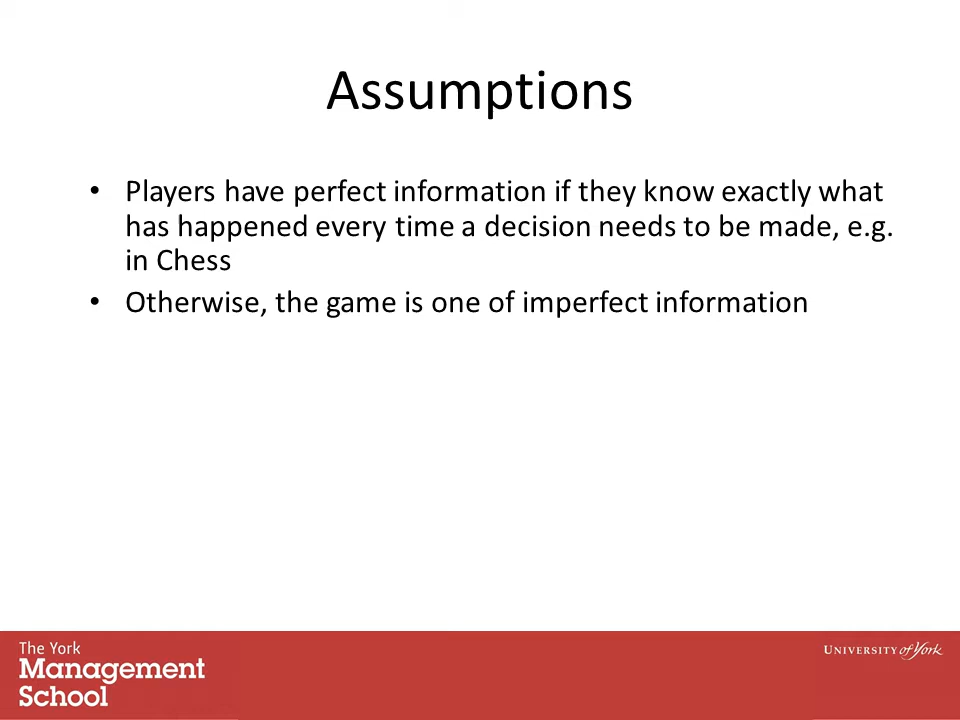 Assumptions
• Players have perfect information if they know exactly what
has happened every time a decision needs to be made, e.g.
in Chess
• Otherwise, the game is one of imperfect information
The York
Management
School
UNIVERSITY of York